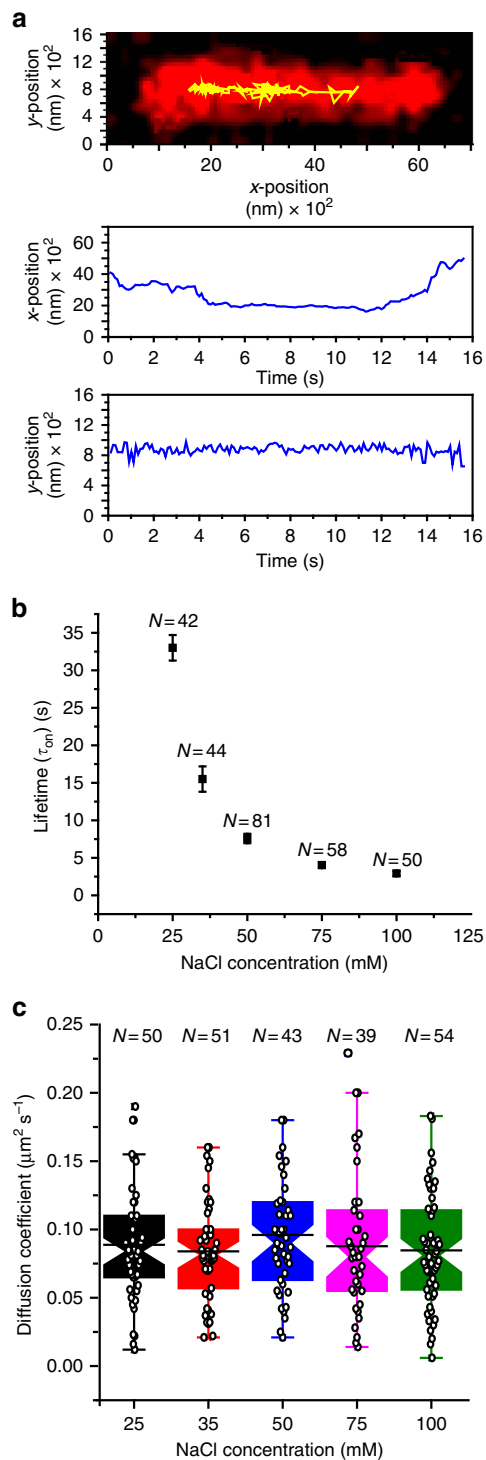 a
y-position
(nm) × 10²
16
12
8
4
0
0 20 40 60
x-position
(nm) × 10²
x-position
(nm) × 10²
60
40
20
0
0 2 4 6 8 10 12 14 16
Time (s)
y-position
(nm) × 10²
16
12
8
4
0
0 2 4 6 8 10 12 14 16
Time (s)
b
Lifetime (τon) (s)
35
30
25
20
15
10
5
0
N=42
N=44
N=81
N=58
N=50
0 25 50 75 100 125
NaCl concentration (mM)
c
Diffusion coefficient (μm² s⁻¹)
0.25
0.20
0.15
0.10
0.05
0.00
N=50 N=51 N=43 N=39 N=54
25 35 50 75 100
NaCl concentration (mM)